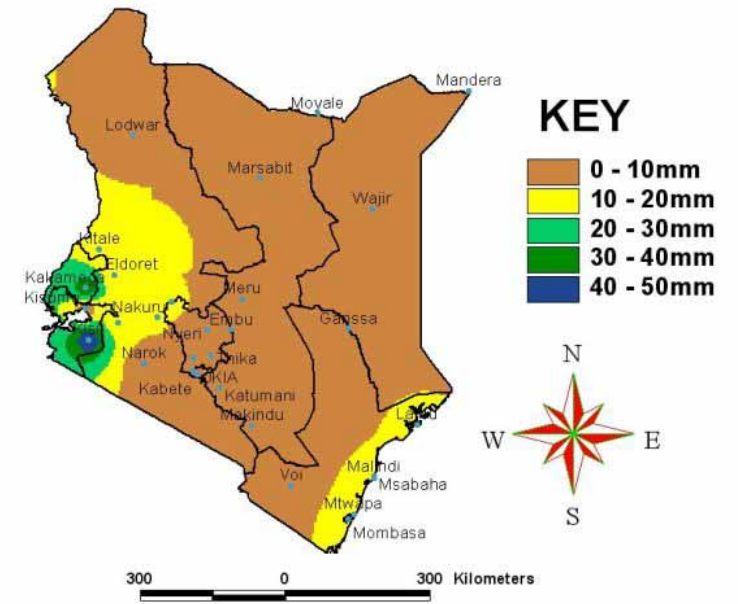 Mandera
Moyale
Lodwar
Marsabit
Wajir
KEY
0 - 10mm
10 - 20mm
20 - 30mm
30 - 40mm
40 - 50mm
Kitale
Eldoret
Kakamega
Kisumu
Meru
Nakuru
Embu
Nyeri
Garissa
Kisii
Narok
Thika
JKIA
Kabete
Katumani
Makindu
Lamu
Voi
Malindi
Msabaha
Mtwapa
Mombasa
N
W
E
S
300 0 300 Kilometers